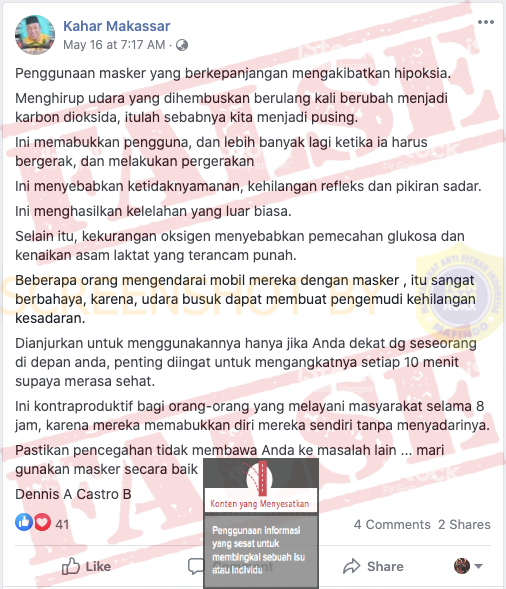 Kahar Makassar
May 16 at 7:17 AM
Penggunaan masker yang berkepanjangan mengakibatkan hipoksia.
Menghirup udara yang dihembuskan berulang kali berubah menjadi
karbon dioksida, itulah sebabnya kita menjadi pusing.
Ini memabukkan pengguna, dan lebih banyak lagi ketika ia harus
bergerak, dan melakukan pergerakan
Ini menyebabkan ketidaknyamanan, kehilangan refleks dan pikiran sadar.
Ini menghasilkan kelelahan yang luar biasa.
Selain itu, kekurangan oksigen menyebabkan pemecahan glukosa dan
kenaikan asam laktat yang terancam punah.
Beberapa orang mengendarai mobil mereka dengan masker , itu sangat
berbahaya, karena, udara busuk dapat membuat pengemudi kehilangan
kesadaran.
Dianjurkan untuk menggunakannya hanya jika Anda dekat dg seseorang
di depan anda, penting diingat untuk mengangkatnya setiap 10 menit
supaya merasa sehat.
Ini kontraproduktif bagi orang-orang yang melayani masyarakat selama 8
jam, karena mereka memabukkan diri mereka sendiri tanpa menyadarinya.
Pastikan pencegahan tidak membawa Anda ke masalah lain ... mari
gunakan masker secara baik
Dennis A Castro B
41
4 Comments 2 Shares
Like
Share
Konten yang Menyesatkan
Penggunaan informasi
yang sesat untuk
membingkai sebuah isu
atau individu
FALSE
FALSE
SCREENSHOT BY
MASYARAKAT ANTI FITNAH INDONESIA
MAFINDO